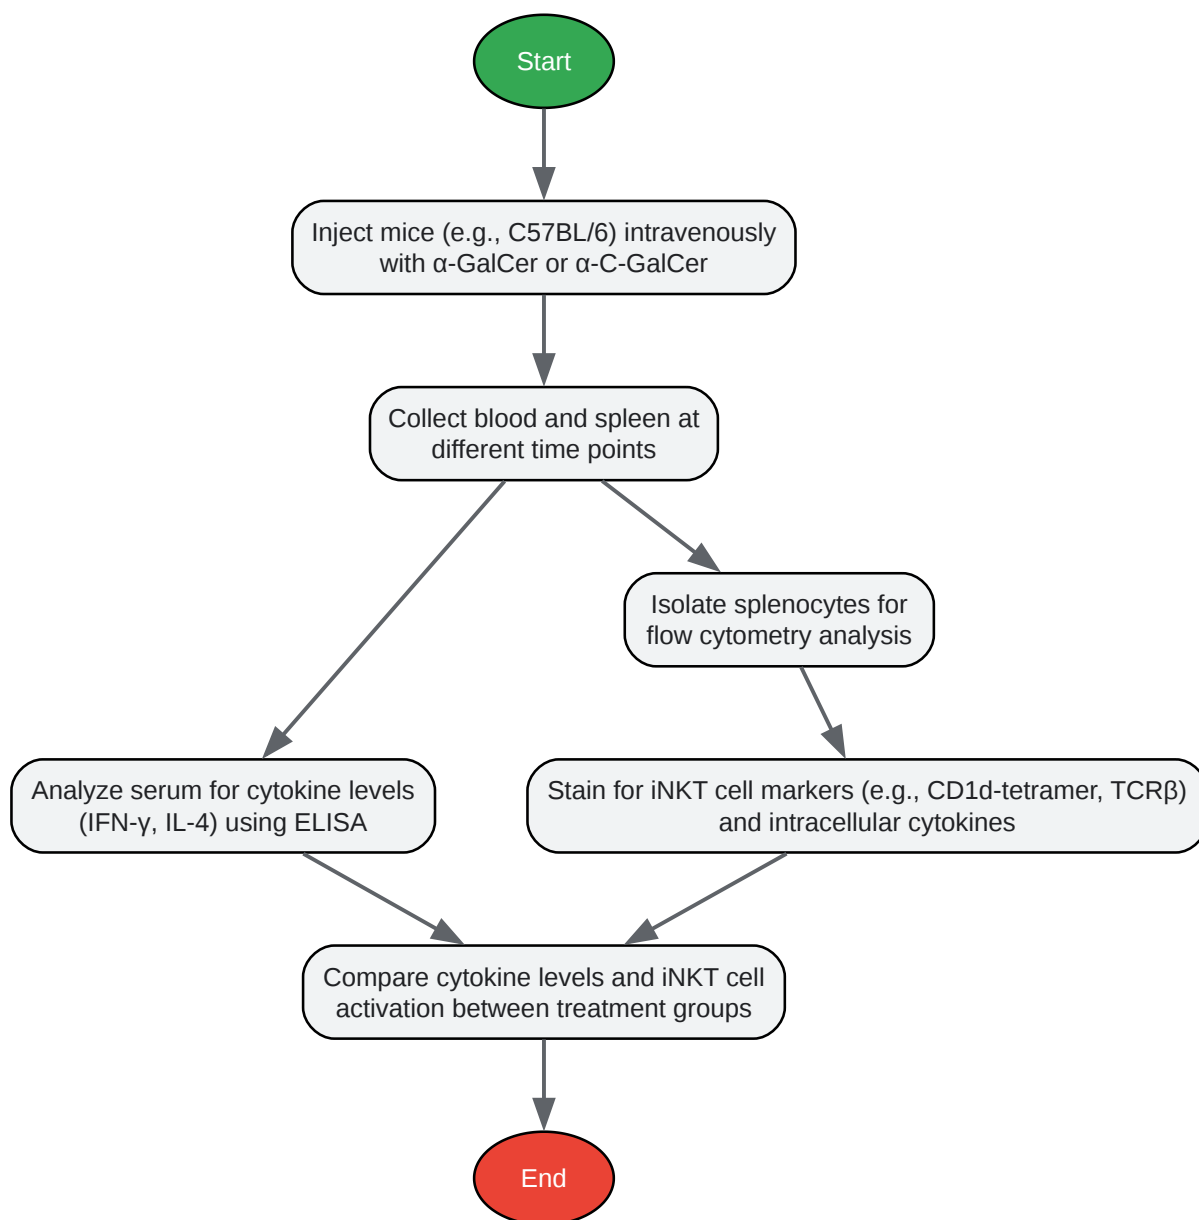 Start
Inject mice (e.g., C57BL/6) intravenously
with α-GalCer or α-C-GalCer
Collect blood and spleen at
different time points
Isolate splenocytes for
flow cytometry analysis
Analyze serum for cytokine levels
(IFN-γ, IL-4) using ELISA
Stain for iNKT cell markers (e.g., CD1d-tetramer, TCRβ)
and intracellular cytokines
Compare cytokine levels and iNKT cell
activation between treatment groups
End